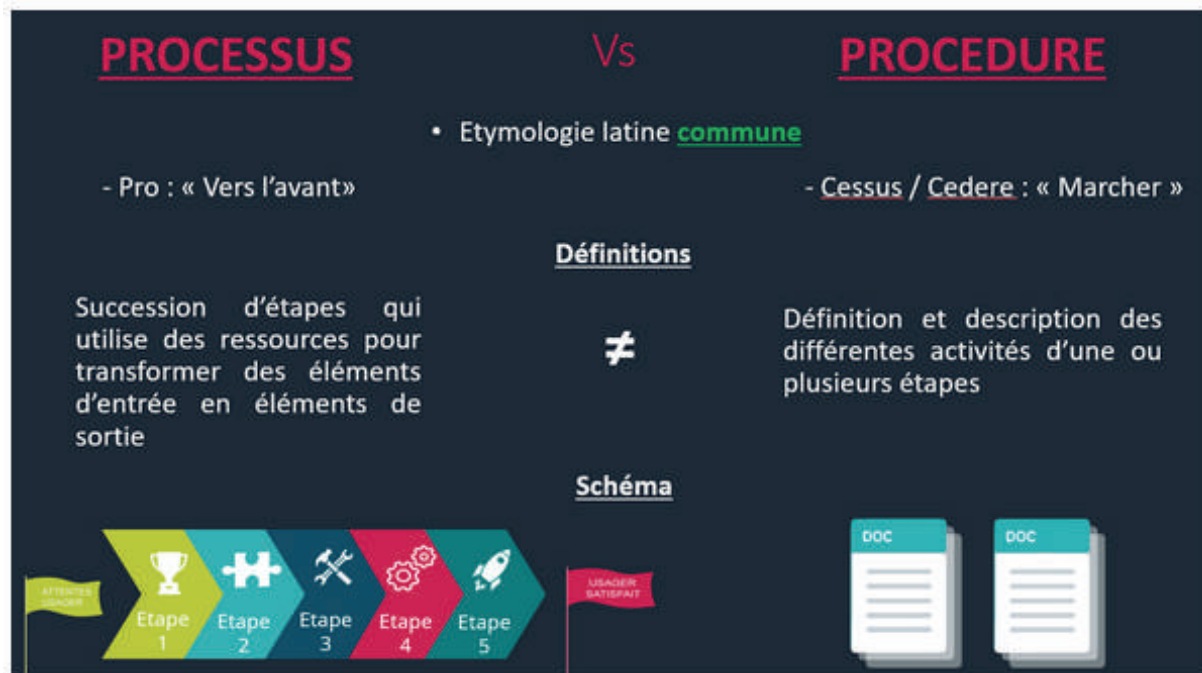 PROCESSUS Vs PROCEDURE
• Etymologie latine commune
- Pro : « Vers l’avant»
- Cessus / Cedere : « Marcher »
Définitions
Succession d’étapes qui
utilise des ressources pour
transformer des éléments
d’entrée en éléments de
sortie
≠
Définition et description des
différentes activités d’une ou
plusieurs étapes
Schéma
ATTENTES
USAGER
Etape
1
Etape
2
Etape
3
Etape
4
Etape
5
USAGER
SATISFAIT
DOC
DOC